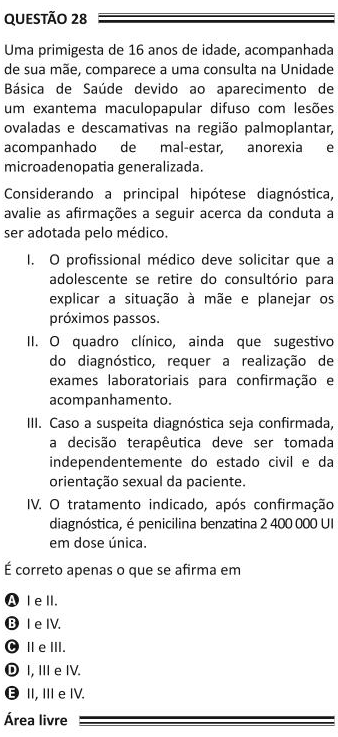 QUESTÃO 28
Uma primigesta de 16 anos de idade, acompanhada
de sua mãe, comparece a uma consulta na Unidade
Básica de Saúde devido ao aparecimento de
um exantema maculopapular difuso com lesões
ovaladas e descamativas na região palmoplantar,
acompanhado de mal-estar, anorexia e
microadenopatia generalizada.
Considerando a principal hipótese diagnóstica,
avalie as afirmações a seguir acerca da conduta a
ser adotada pelo médico.
I. O profissional médico deve solicitar que a
adolescente se retire do consultório para
explicar a situação à mãe e planejar os
próximos passos.
II. O quadro clínico, ainda que sugestivo
do diagnóstico, requer a realização de
exames laboratoriais para confirmação e
acompanhamento.
III. Caso a suspeita diagnóstica seja confirmada,
a decisão terapêutica deve ser tomada
independentemente do estado civil e da
orientação sexual da paciente.
IV. O tratamento indicado, após confirmação
diagnóstica, é penicilina benzatina 2 400 000 UI
em dose única.
É correto apenas o que se afirma em
A I e II.
B I e IV.
C II e III.
D I, III e IV.
E II, III e IV.
Área livre